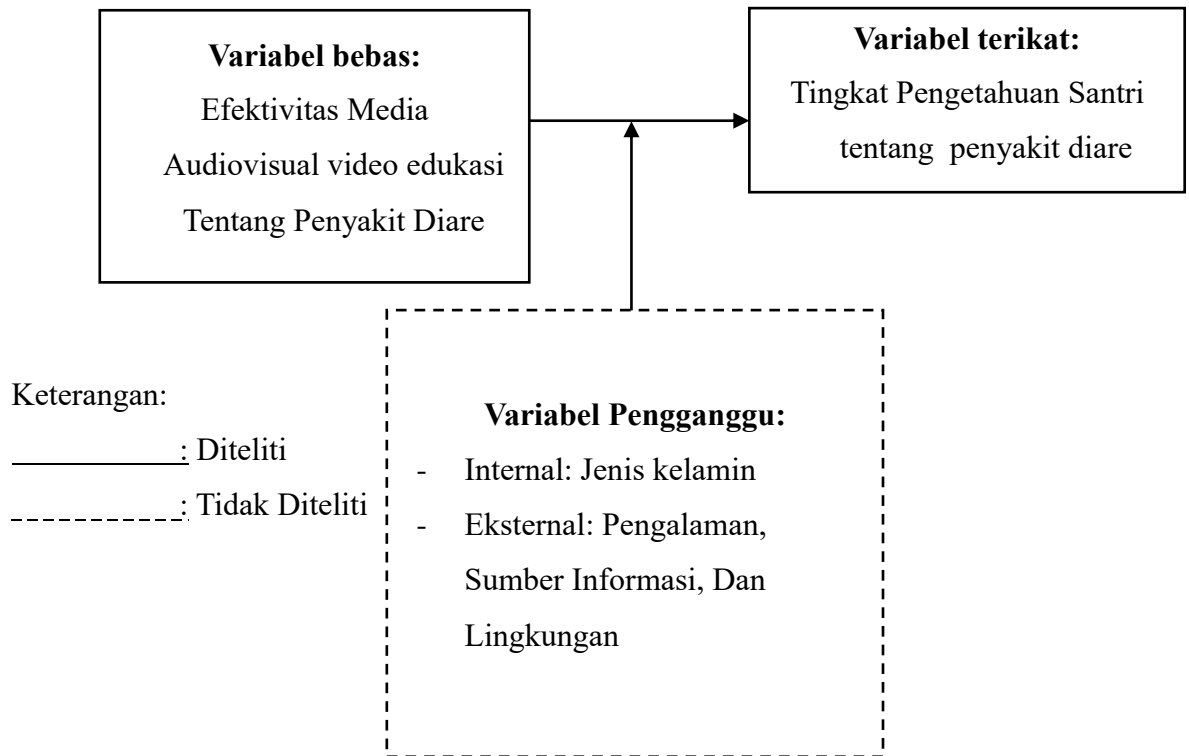 Variabel bebas:
Efektivitas Media
Audiovisual video edukasi
Tentang Penyakit Diare
Variabel terikat:
Tingkat Pengetahuan Santri
tentang penyakit diare
Keterangan:
: Diteliti
: Tidak Diteliti
Variabel Pengganggu:
- Internal: Jenis kelamin
- Eksternal: Pengalaman,
Sumber Informasi, Dan
Lingkungan